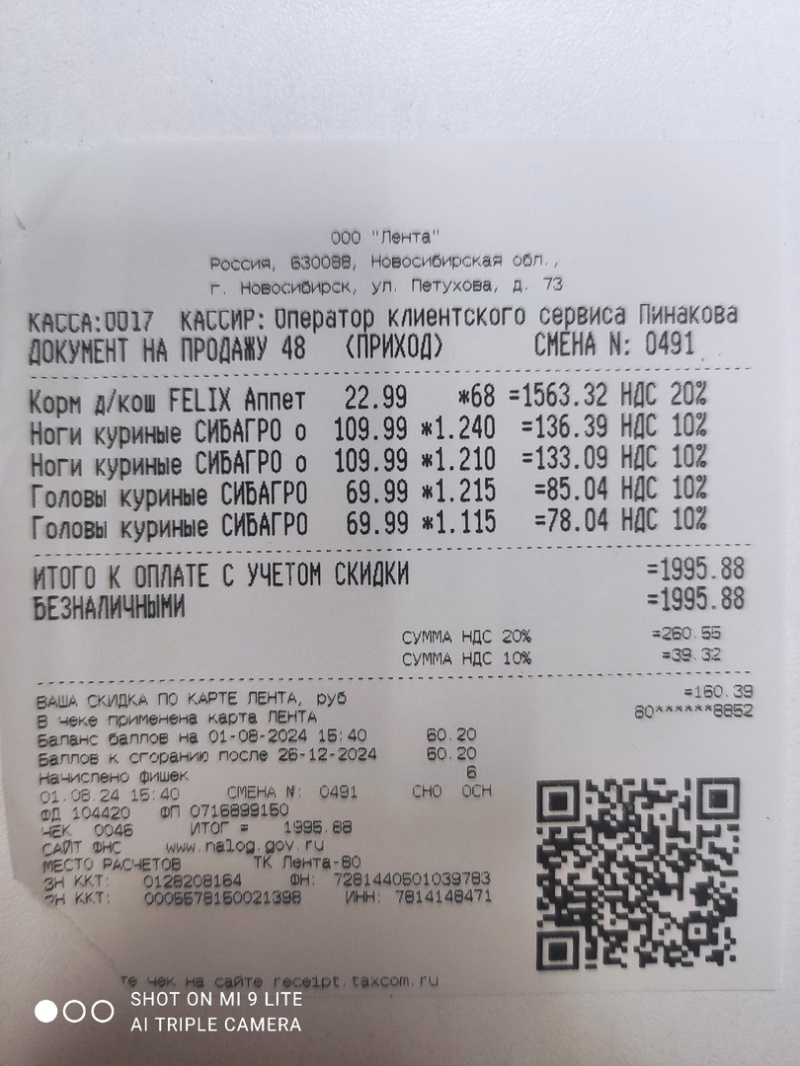 ООО "Лента"
Россия, 630088, Новосибирская обл.,
г. Новосибирск, ул. Петухова, д. 73
КАССА:0017 КАССИР: Оператор клиентского сервиса Пинакова
ДОКУМЕНТ НА ПРОДАЖУ 48 (ПРИХОД) СМЕНА N: 0491
Корм д/кош FELIX Аппет 22.99 *68 =1563.32 НДС 20%
Ноги куриные СИБАГРО о 109.99 *1.240 =136.39 НДС 10%
Ноги куриные СИБАГРО о 109.99 *1.210 =133.09 НДС 10%
Головы куриные СИБАГРО 69.99 *1.215 =85.04 НДС 10%
Головы куриные СИБАГРО 69.99 *1.115 =78.04 НДС 10%
ИТОГО К ОПЛАТЕ С УЧЕТОМ СКИДКИ =1995.88
БЕЗНАЛИЧНЫМИ =1995.88
СУММА НДС 20% =260.55
СУММА НДС 10% =39.32
ВАША СКИДКА ПО КАРТЕ ЛЕНТА, руб =160.39
В чеке применена карта ЛЕНТА 80******8852
Баланс баллов на 01-08-2024 15:40 60.20
Баллов к сгоранию после 26-12-2024 60.20
Начислено фишек 6
01.08.24 15:40 СМЕНА N: 0491 СНО ОСН
ФД 104420 ФП 0716899150
ЧЕК 0048 ИТОГ = 1995.88
САЙТ ФНС www.nalog.gov.ru
МЕСТО РАСЧЕТОВ ТК Лента-80
ЗН ККТ: 0128208164 ФН: 7281440501039783
РН ККТ: 0005578150021398 ИНН: 7814148471
те чек на сайте receipt.taxcom.ru
SHOT ON MI 9 LITE
AI TRIPLE CAMERA